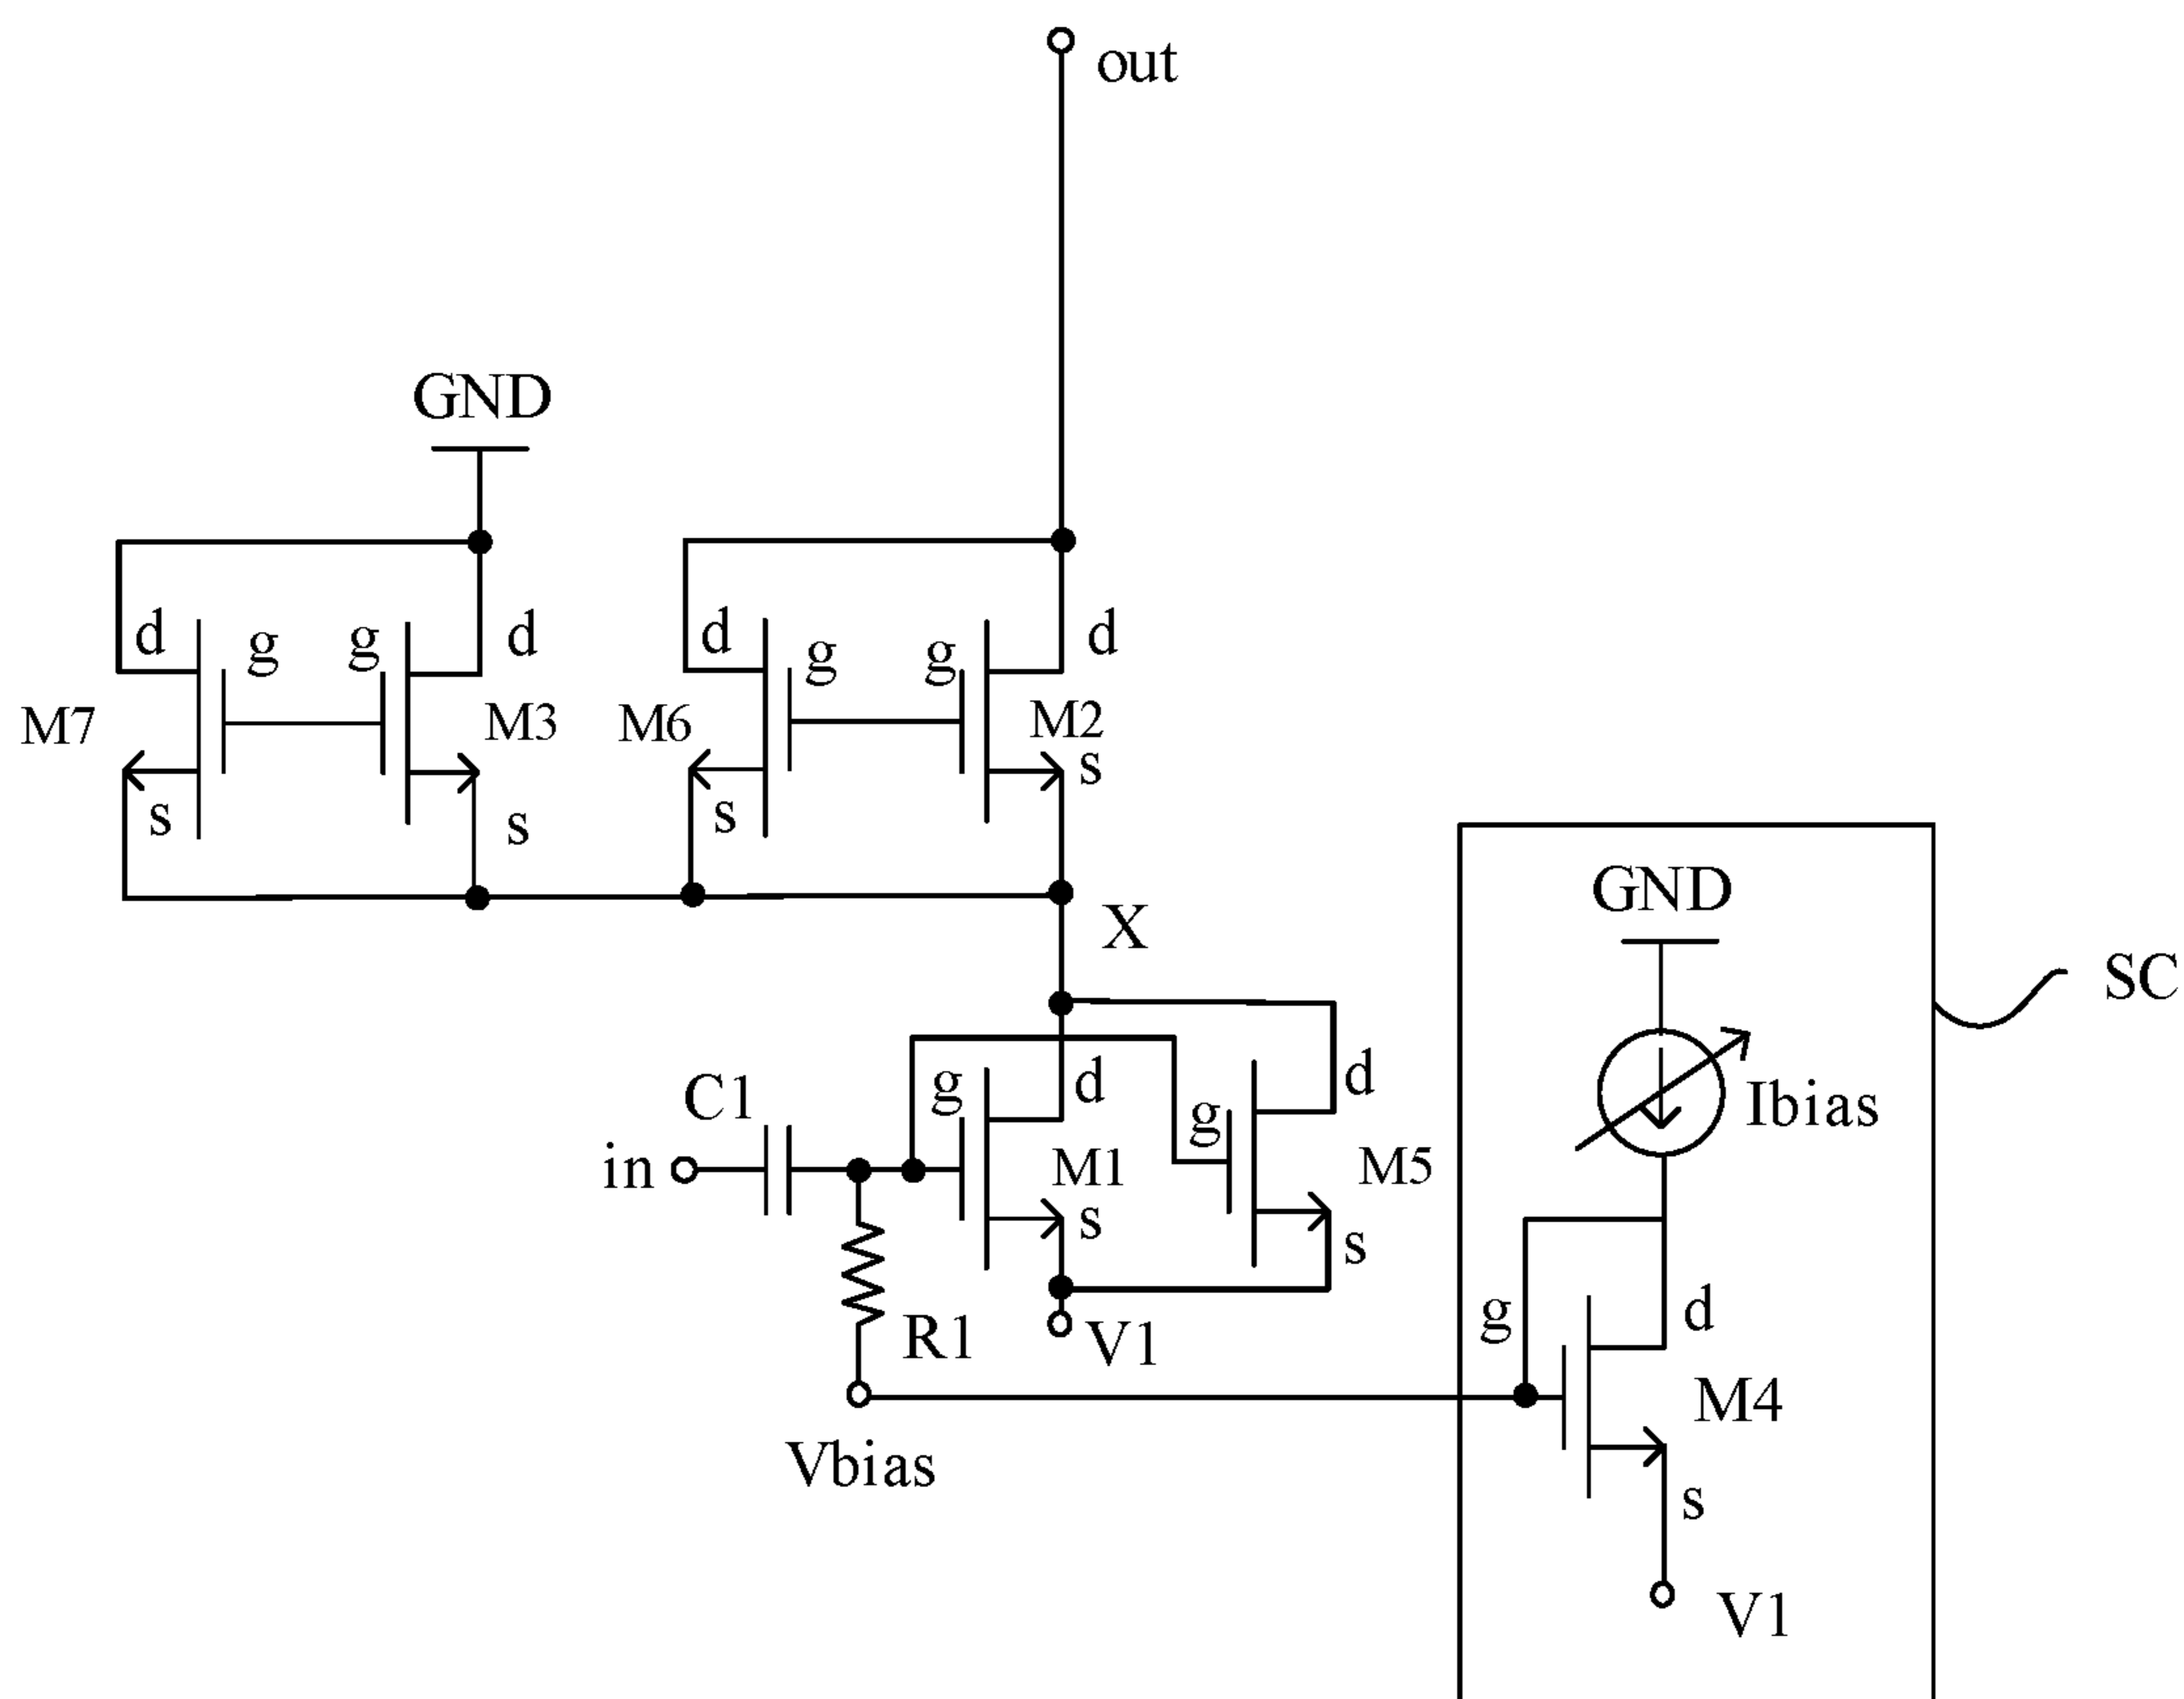 out
GND
d g g d
d g g d
M7 M3 M6 M2
s s s s
GND
X
SC
C1 g d g d
Ibias
in M1 M5
s s
R1 V1 g d
M4
Vbias
s
V1